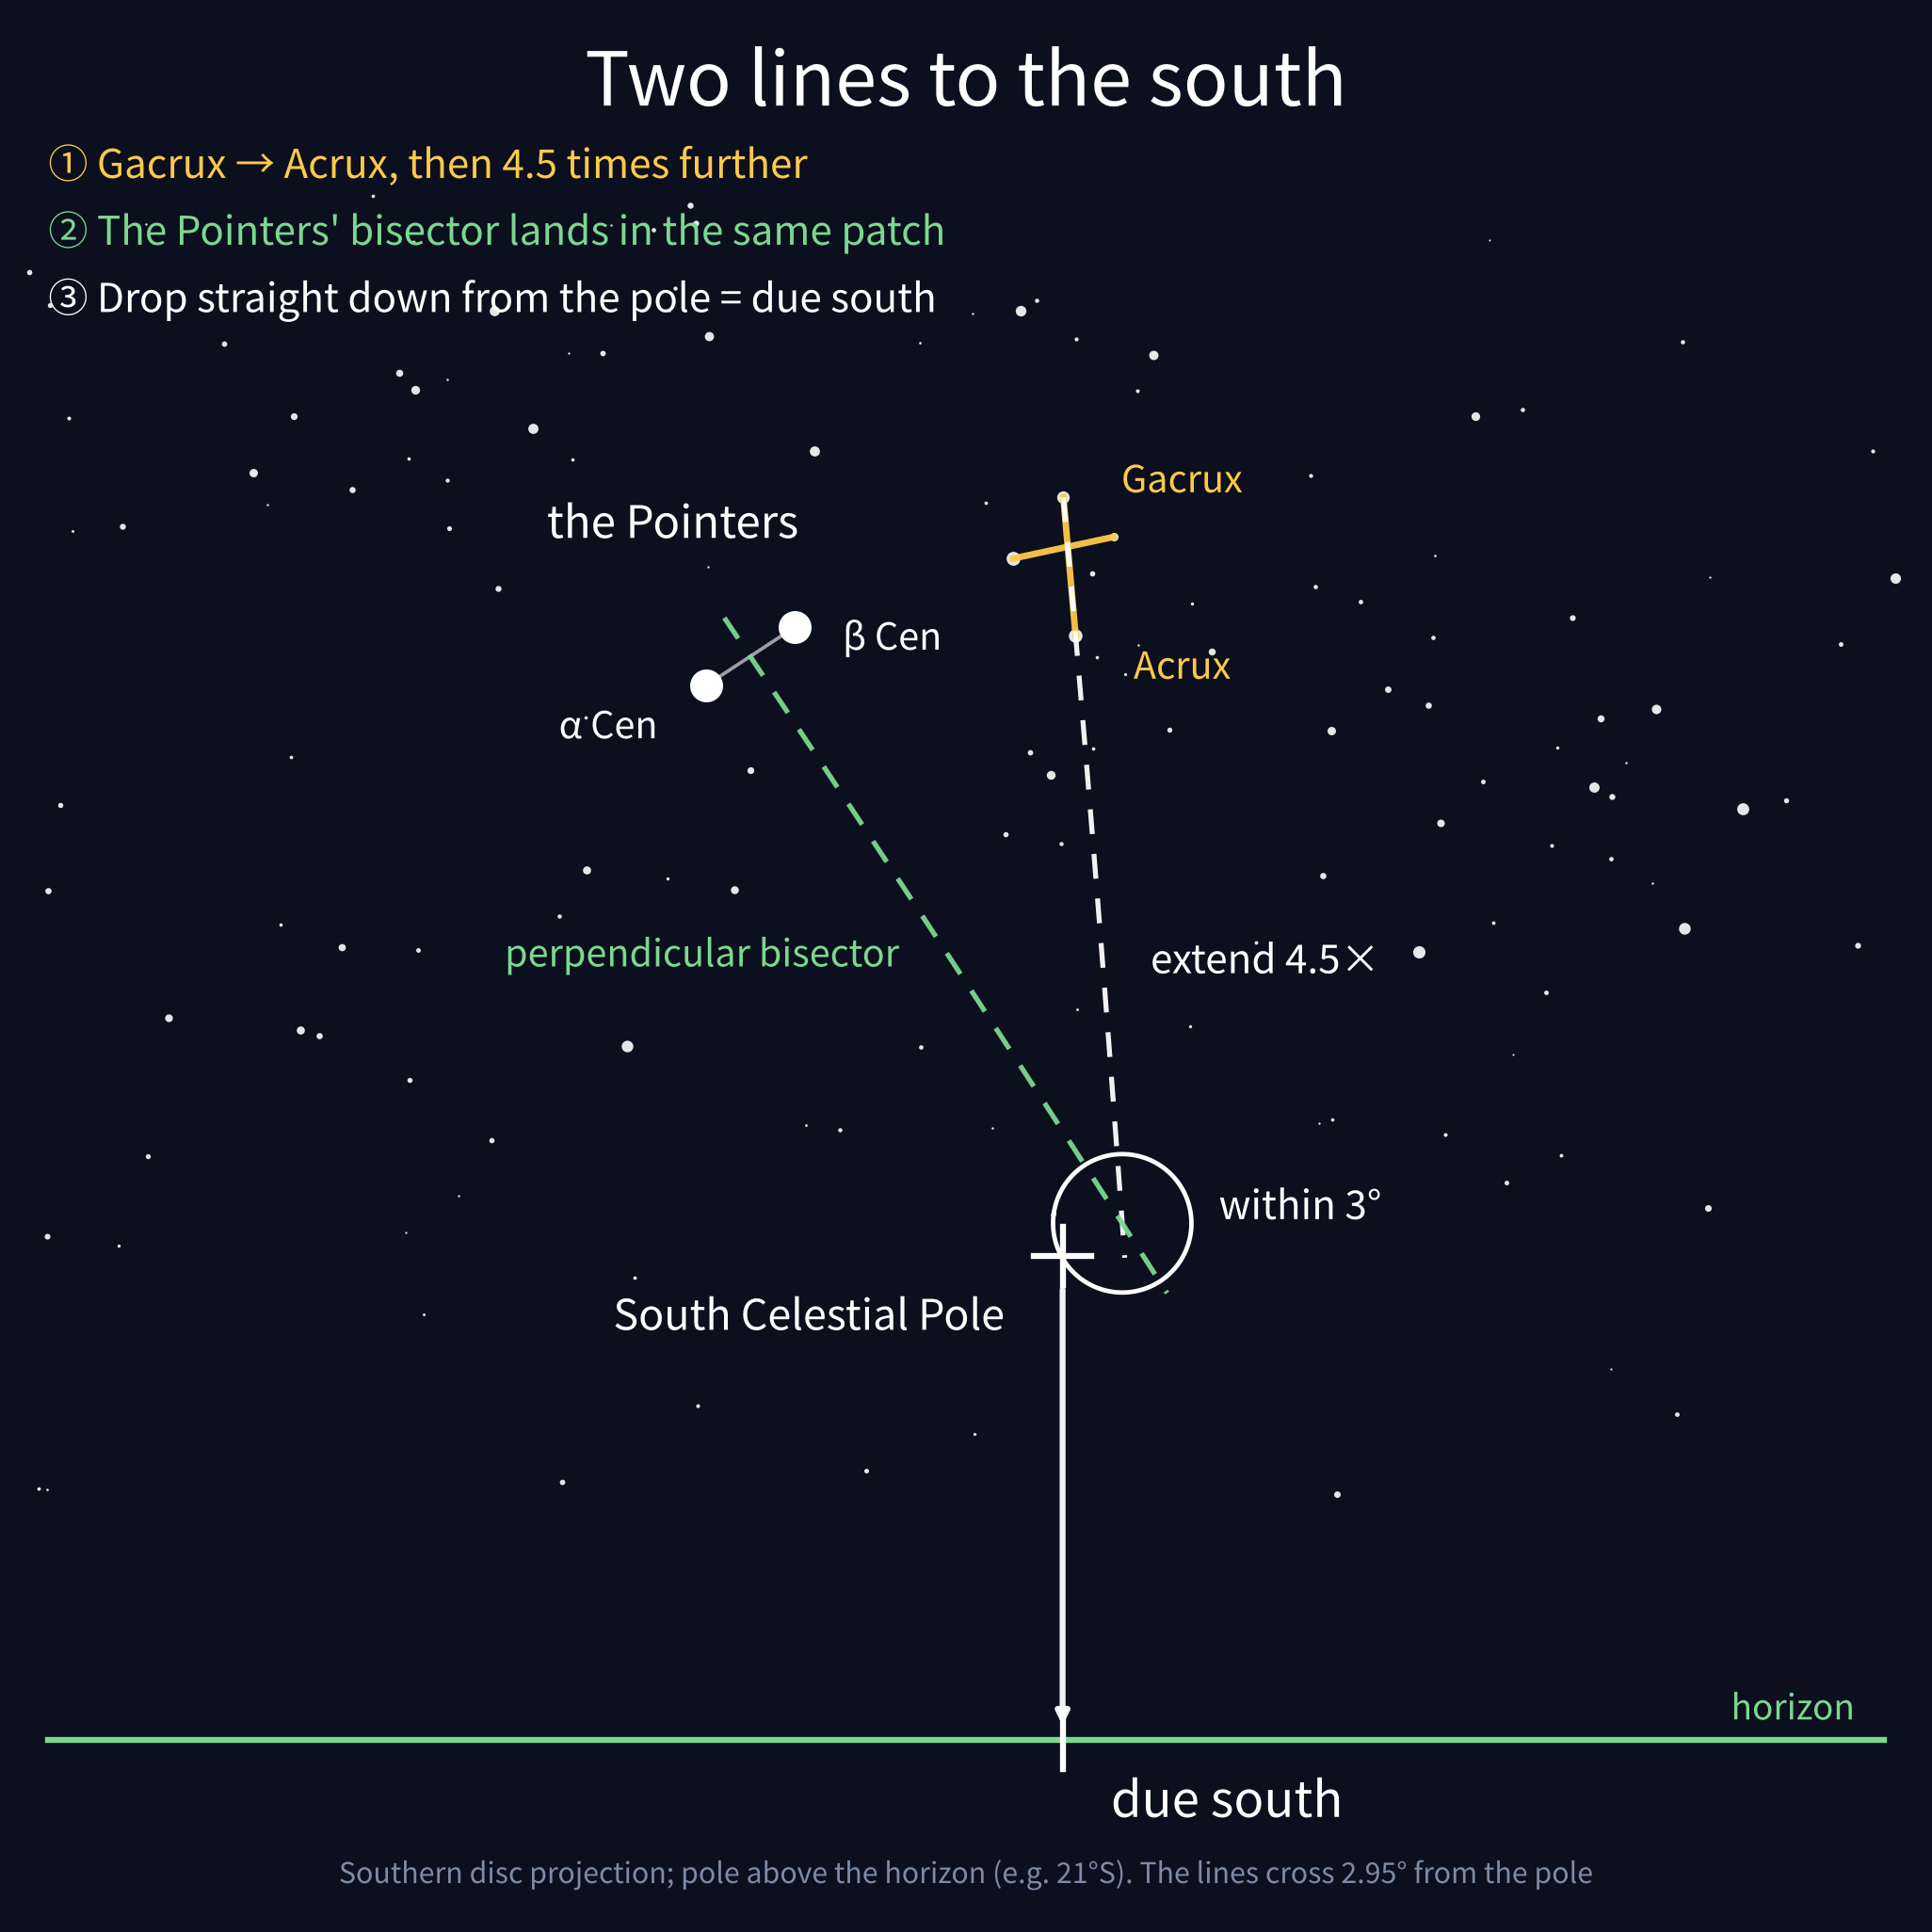 Two lines to the south
① Gacrux → Acrux, then 4.5 times further
② The Pointers' bisector lands in the same patch
③ Drop straight down from the pole = due south
Gacrux
the Pointers
β Cen
Acrux
α Cen
perpendicular bisector
extend 4.5×
within 3°
South Celestial Pole
horizon
due south
Southern disc projection; pole above the horizon (e.g. 21°S). The lines cross 2.95° from the pole